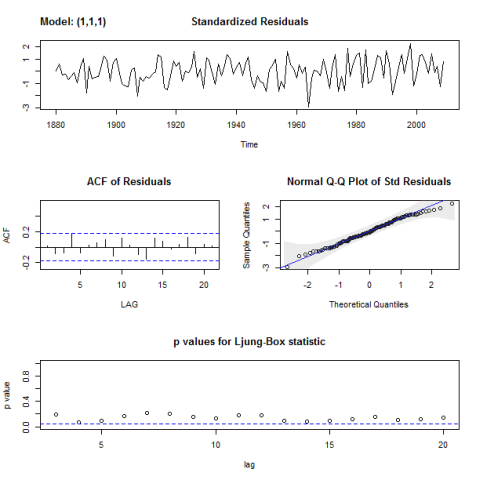 Model: (1,1,1) Standardized Residuals
2
1
-1
-3
1880 1900 1920 1940 1960 1980 2000
Time
ACF of Residuals
ACF
0.2
-0.2
5 10 15 20
LAG
Normal Q-Q Plot of Std Residuals
Sample Quantiles
2
1
-1
-3
-2 -1 0 1 2
Theoretical Quantiles
p values for Ljung-Box statistic
p value
0.8
0.4
0.0
5 10 15 20
lag